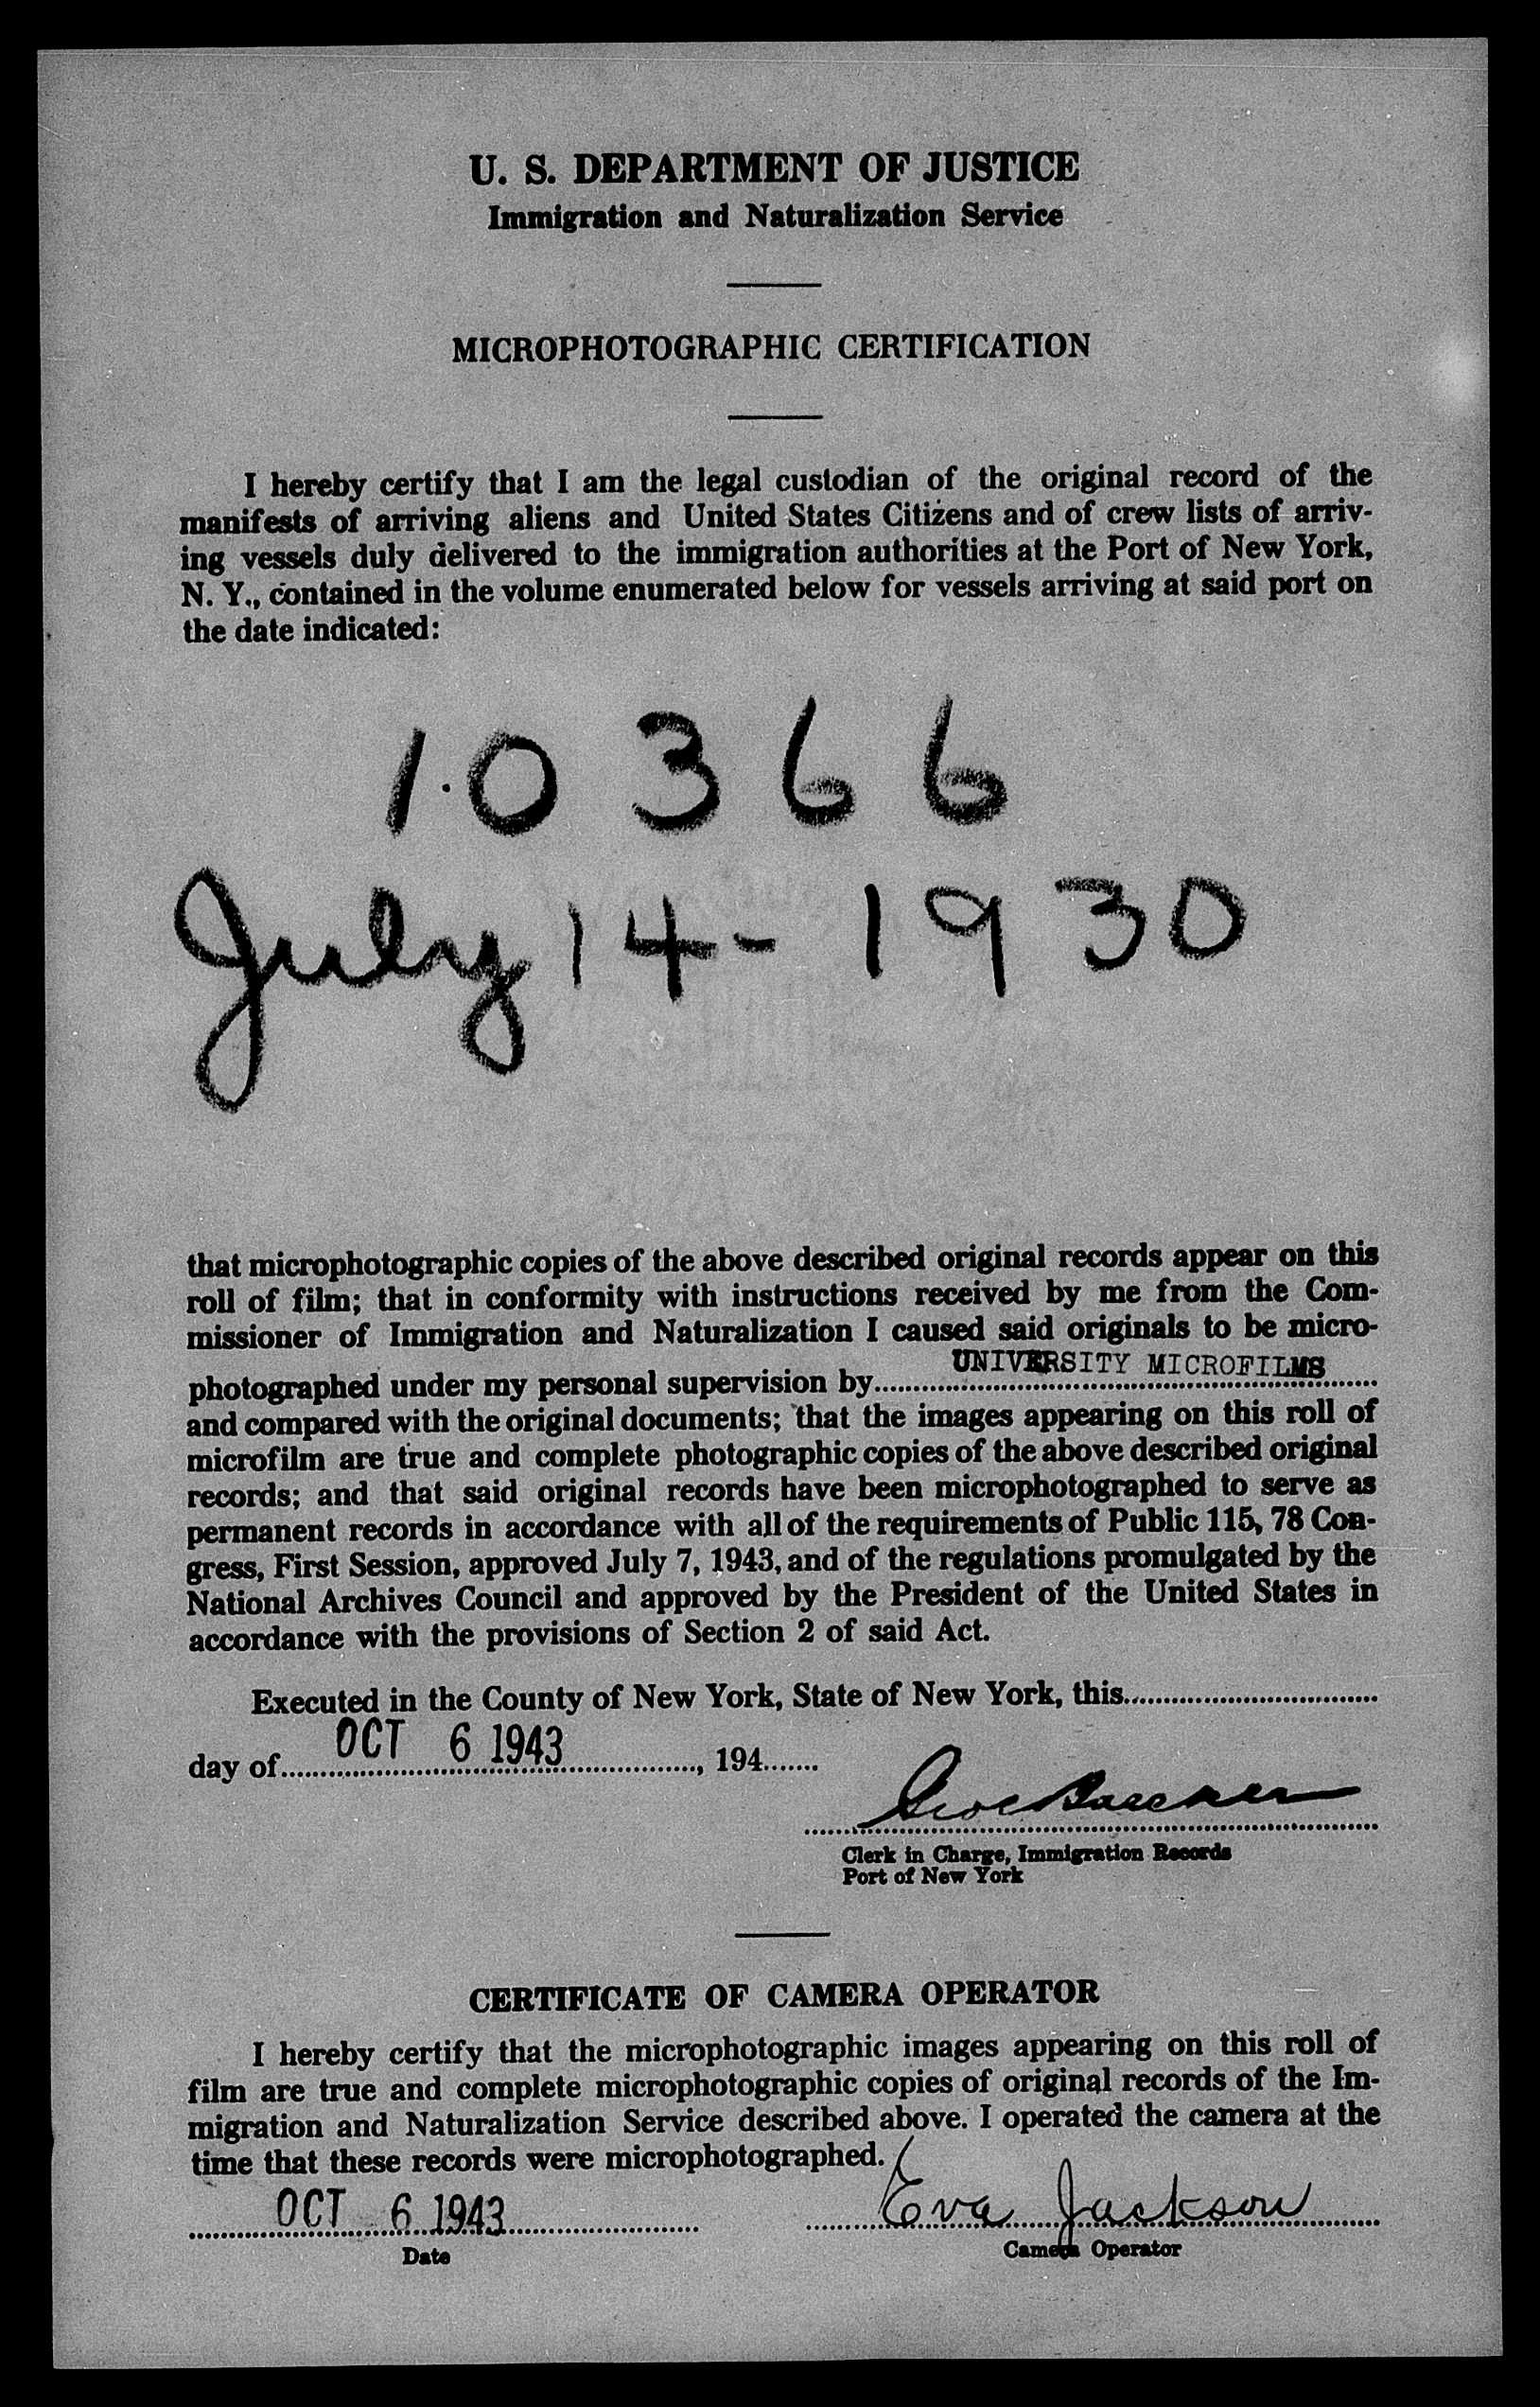 U. S. DEPARTMENT OF JUSTICE
Immigration and Naturalization Service
MICROPHOTOGRAPHIC CERTIFICATION
I hereby certify that I am the legal custodian of the original record of the
manifests of arriving aliens and United States Citizens and of crew lists of arriv-
ing vessels duly delivered to the immigration authorities at the Port of New York,
N. Y., contained in the volume enumerated below for vessels arriving at said port on
the date indicated:
10366
July 14 - 1930
that microphotographic copies of the above described original records appear on this
roll of film; that in conformity with instructions received by me from the Com-
missioner of Immigration and Naturalization I caused said originals to be micro-
photographed under my personal supervision by UNIVERSITY MICROFILMS
and compared with the original documents; that the images appearing on this roll of
microfilm are true and complete photographic copies of the above described original
records; and that said original records have been microphotographed to serve as
permanent records in accordance with all of the requirements of Public 115, 78 Con-
gress, First Session, approved July 7, 1943, and of the regulations promulgated by the
National Archives Council and approved by the President of the United States in
accordance with the provisions of Section 2 of said Act.
Executed in the County of New York, State of New York, this
day of OCT 6 1943, 194
Clerk in Charge, Immigration Records
Port of New York
CERTIFICATE OF CAMERA OPERATOR
I hereby certify that the microphotographic images appearing on this roll of
film are true and complete microphotographic copies of original records of the Im-
migration and Naturalization Service described above. I operated the camera at the
time that these records were microphotographed.
OCT 6 1943 Eva Jackson
Date Camera Operator